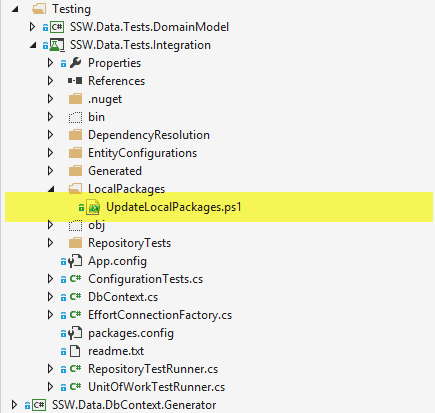 Testing
SSW.Data.Tests.DomainModel
SSW.Data.Tests.Integration
Properties
References
.nuget
bin
DependencyResolution
EntityConfigurations
Generated
LocalPackages
UpdateLocalPackages.ps1
obj
RepositoryTests
App.config
ConfigurationTests.cs
DbContext.cs
EffortConnectionFactory.cs
packages.config
readme.txt
RepositoryTestRunner.cs
UnitOfWorkTestRunner.cs
SSW.Data.DbContext.Generator